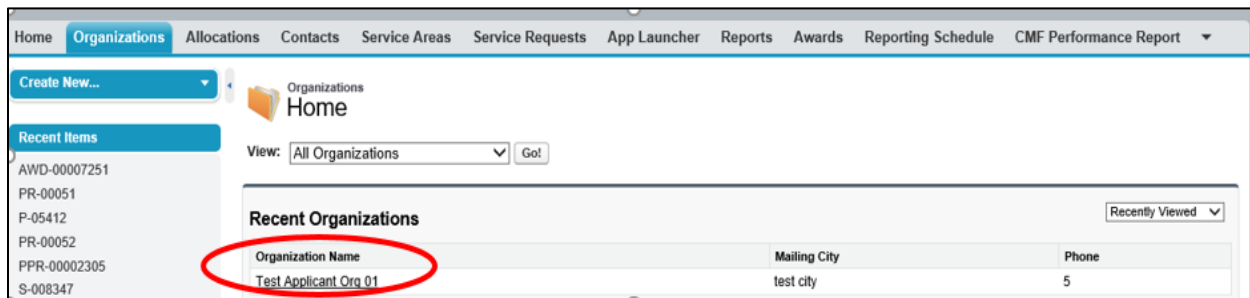 Home Organizations Allocations Contacts Service Areas Service Requests App Launcher Reports Awards Reporting Schedule CMF Performance Report
Create New...
Recent Items
AWD-00007251
PR-00051
P-05412
PR-00052
PPR-00002305
S-008347
Organizations
Home
View: All Organizations Go!
Recent Organizations Recently Viewed
Organization Name Mailing City Phone
Test Applicant Org 01 test city 5